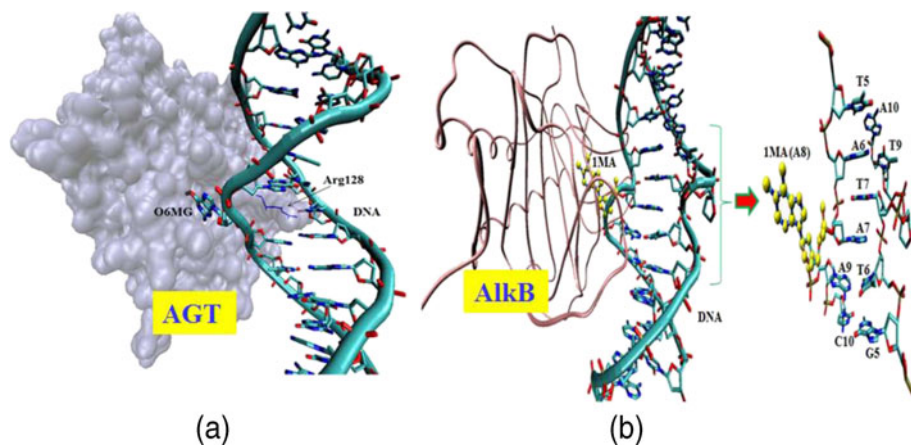 O6MG
Arg128
DNA
AGT
(a)
1MA
AlkB
DNA
(b)
1MA(A8)
T5
A10
A6
T9
T7
A7
A9
T6
C10
G5